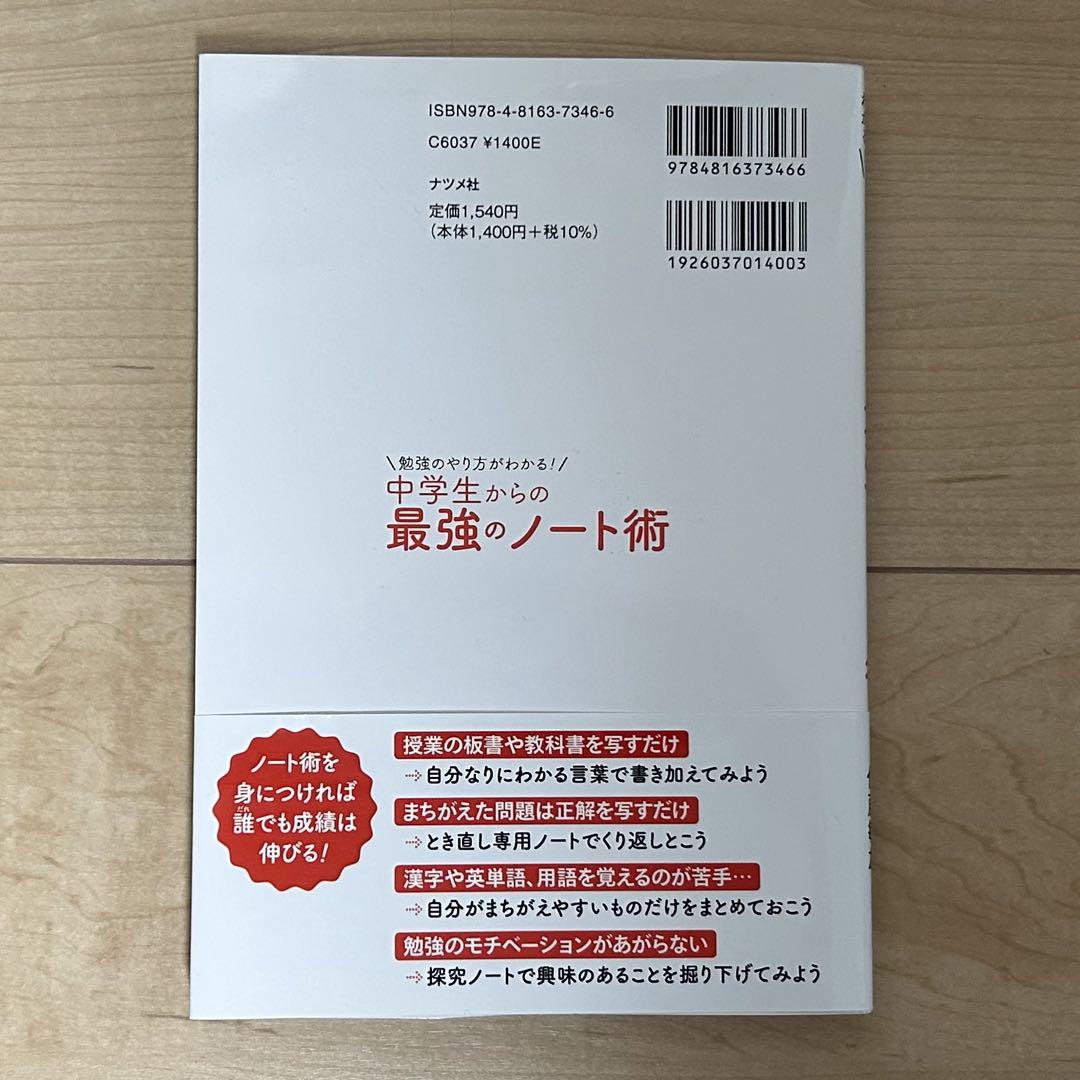 ISBN978-4-8163-7346-6
C6037 ¥1400E
ナツメ社
定価1,540円
(本体1,400円+税10%)
9784816373466
1926037014003
\勉強のやり方がわかる!/
中学生からの
最強のノート術
ノート術を
身につければ
誰でも成績は
だれ
伸びる!
授業の板書や教科書を写すだけ
⇢自分なりにわかる言葉で書き加えてみよう
まちがえた問題は正解を写すだけ
⇢とき直し専用ノートでくり返しとこう
漢字や英単語、用語を覚えるのが苦手…
⇢自分がまちがえやすいものだけをまとめておこう
勉強のモチベーションがあがらない
⇢探究ノートで興味のあることを掘り下げてみよう